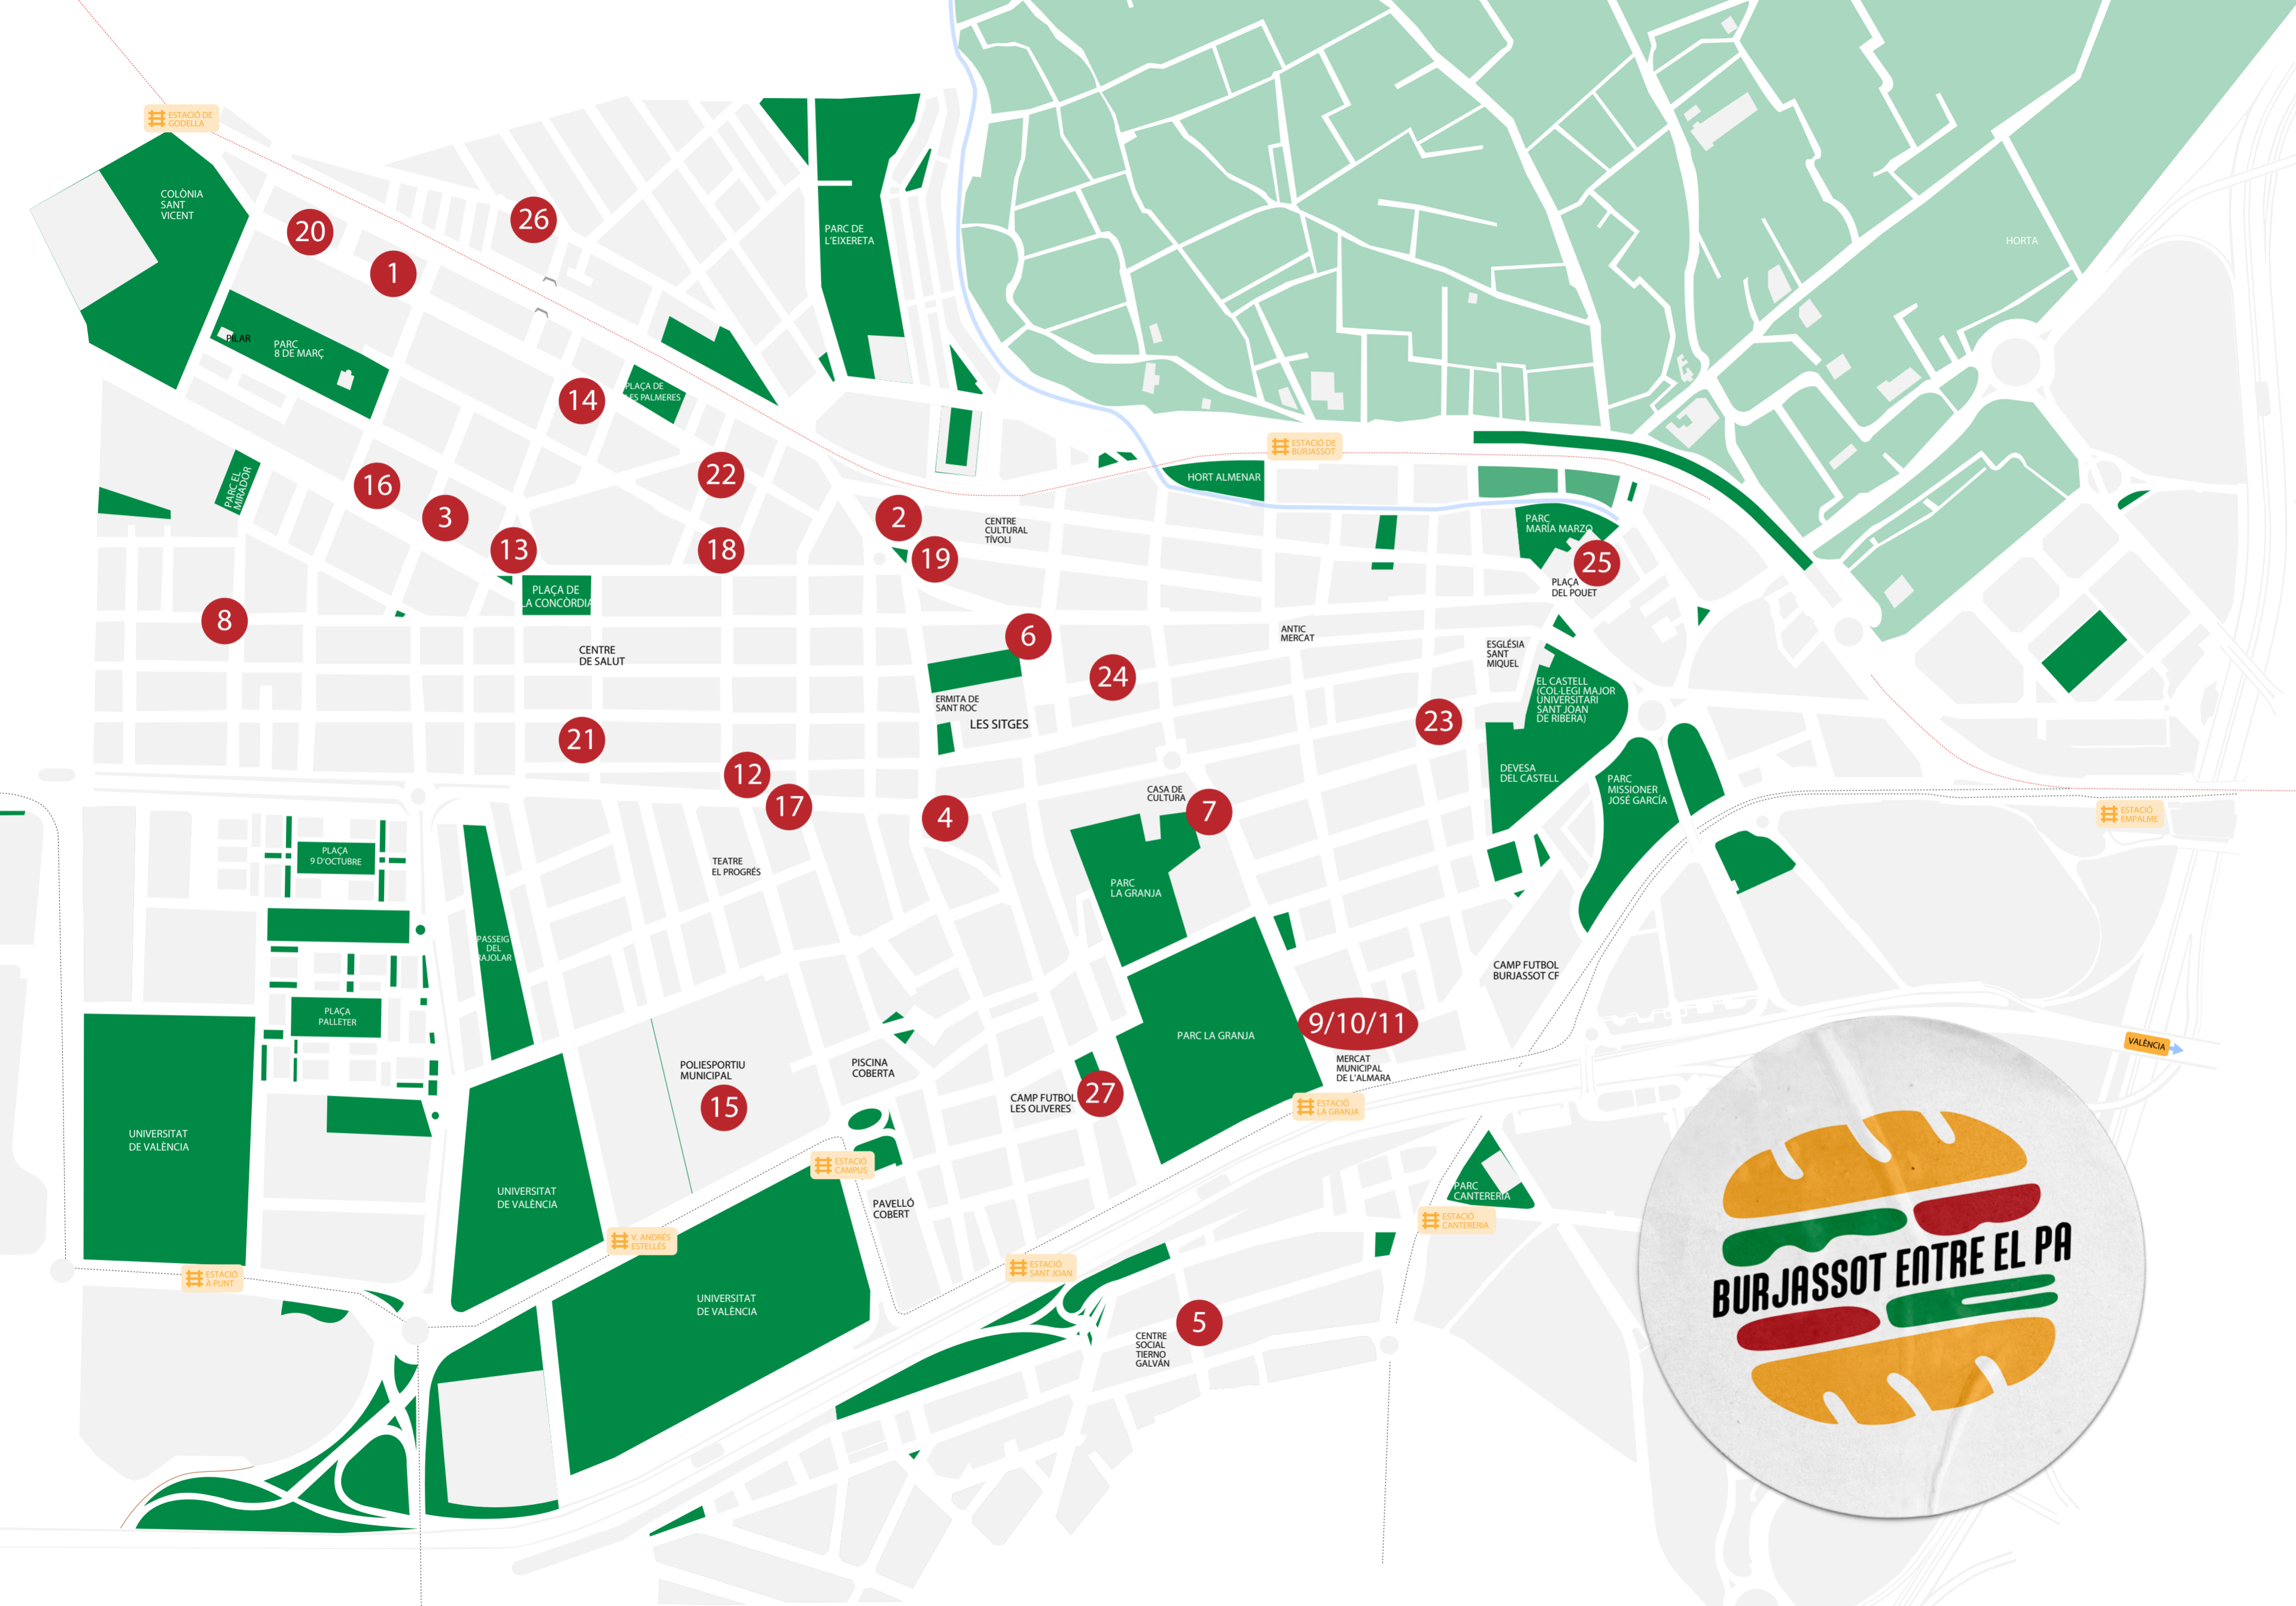 ESTACIÓ DE
GODELLA
COLÒNIA
SANT
VICENT
20
26
1
PARC DE
L'EIXERETA
HORTA
PILAR
PARC
8 DE MARÇ
14
PLAÇA DE
LES PALMERES
ESTACIÓ DE
BURJASSOT
HORT ALMENAR
PARC EL
MIRADOR
16
22
3
2
CENTRE
CULTURAL
TÍVOLI
PARC
MARÍA MARZO
13
18
19
25
PLAÇA
DEL POUET
PLAÇA DE
LA CONCÒRDIA
8
6
ANTIC
MERCAT
CENTRE
DE SALUT
ESGLÉSIA
SANT
MIQUEL
24
EL CASTELL
(COL·LEGI MAJOR
UNIVERSITARI
SANT JOAN
DE RIBERA)
ERMITA DE
SANT ROC
LES SITGES
23
21
12
17
DEVESA
DEL CASTELL
PARC
MISSIONER
JOSÉ GARCÍA
CASA DE
CULTURA
7
4
ESTACIÓ
EMPALME
PLAÇA
9 D'OCTUBRE
TEATRE
EL PROGRÉS
PARC
LA GRANJA
PASSEIG
DEL
RAJOLAR
CAMP FUTBOL
BURJASSOT CF
PLAÇA
PALLETER
9/10/11
PARC LA GRANJA
VALÈNCIA
POLIESPORTIU
MUNICIPAL
PISCINA
COBERTA
MERCAT
MUNICIPAL
DE L'ALMARA
15
CAMP FUTBOL
LES OLIVERES
27
ESTACIÓ
LA GRANJA
UNIVERSITAT
DE VALÈNCIA
ESTACIÓ
CAMPUS
UNIVERSITAT
DE VALÈNCIA
PARC
CANTERERIA
PAVELLÓ
COBERT
ESTACIÓ
CANTERERIA
V. ANDRÉS
ESTELLÉS
ESTACIÓ
SANT JOAN
ESTACIÓ
À PUNT
UNIVERSITAT
DE VALÈNCIA
5
CENTRE
SOCIAL
TIERNO
GALVÁN
BURJASSOT ENTRE EL PA